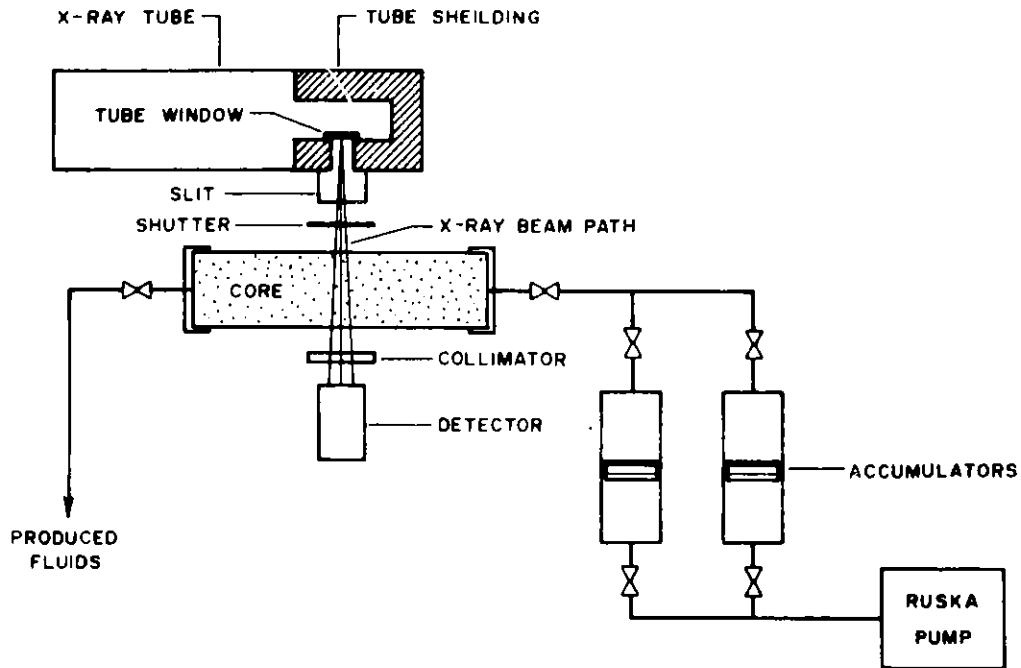 X-RAY TUBE
TUBE SHEILDING
TUBE WINDOW
SLIT
SHUTTER
X-RAY BEAM PATH
CORE
COLLIMATOR
DETECTOR
ACCUMULATORS
PRODUCED
FLUIDS
RUSKA
PUMP